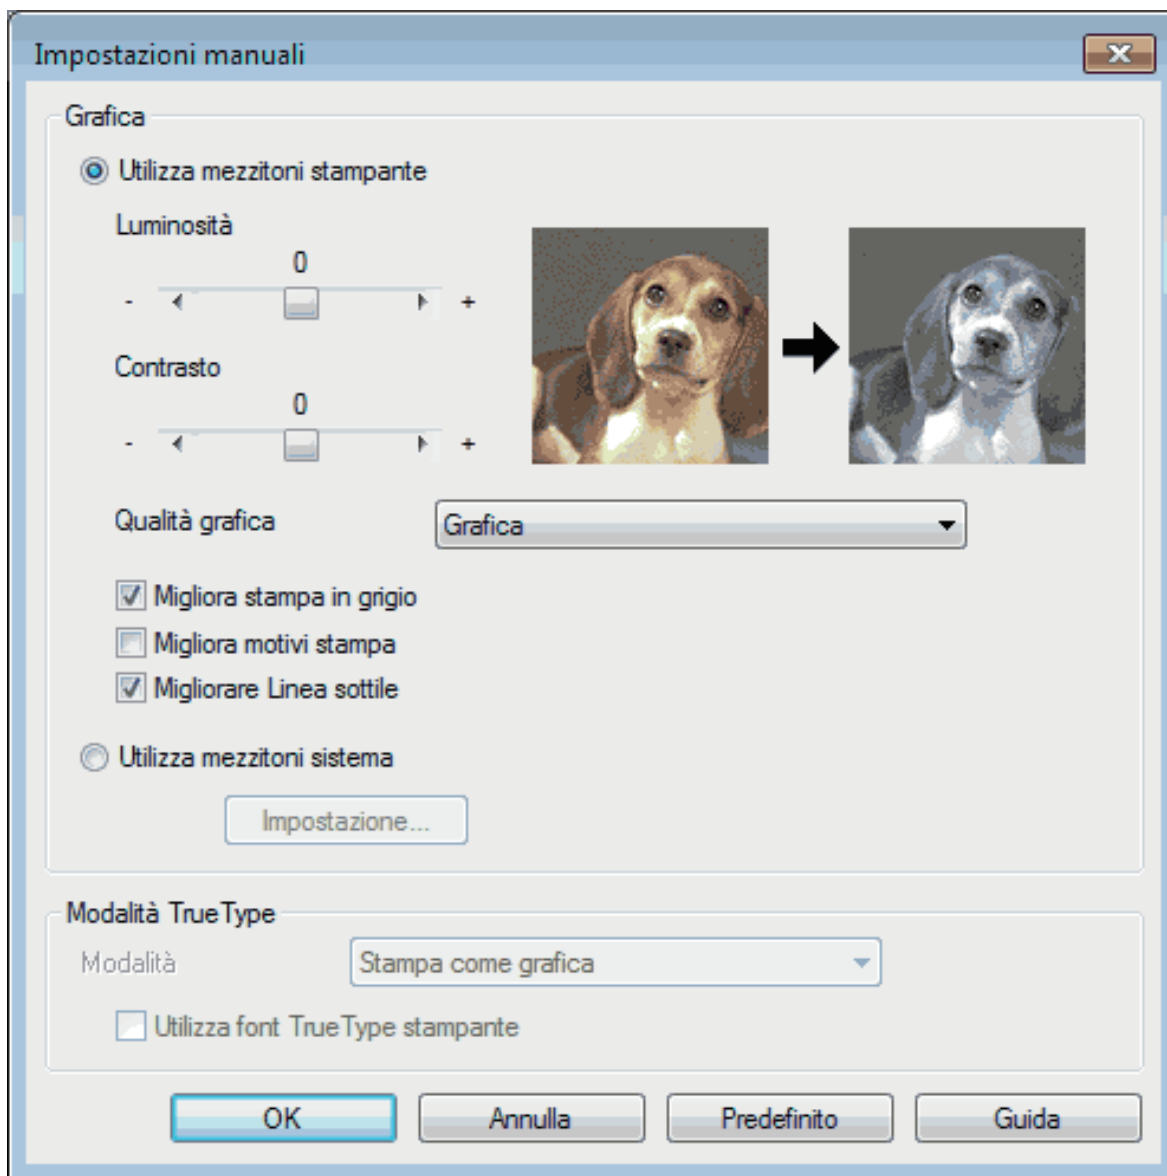 Impostazioni manuali
Grafica
Utilizza mezzitoni stampante
Luminosità
0
- +
Contrasto
0
- +
Qualità grafica Grafica
Migliora stampa in grigio
Migliora motivi stampa
Migliorare Linea sottile
Utilizza mezzitoni sistema
Impostazione...
Modalità TrueType
Modalità Stampa come grafica
Utilizza font TrueType stampante
OK Annulla Predefinito Guida